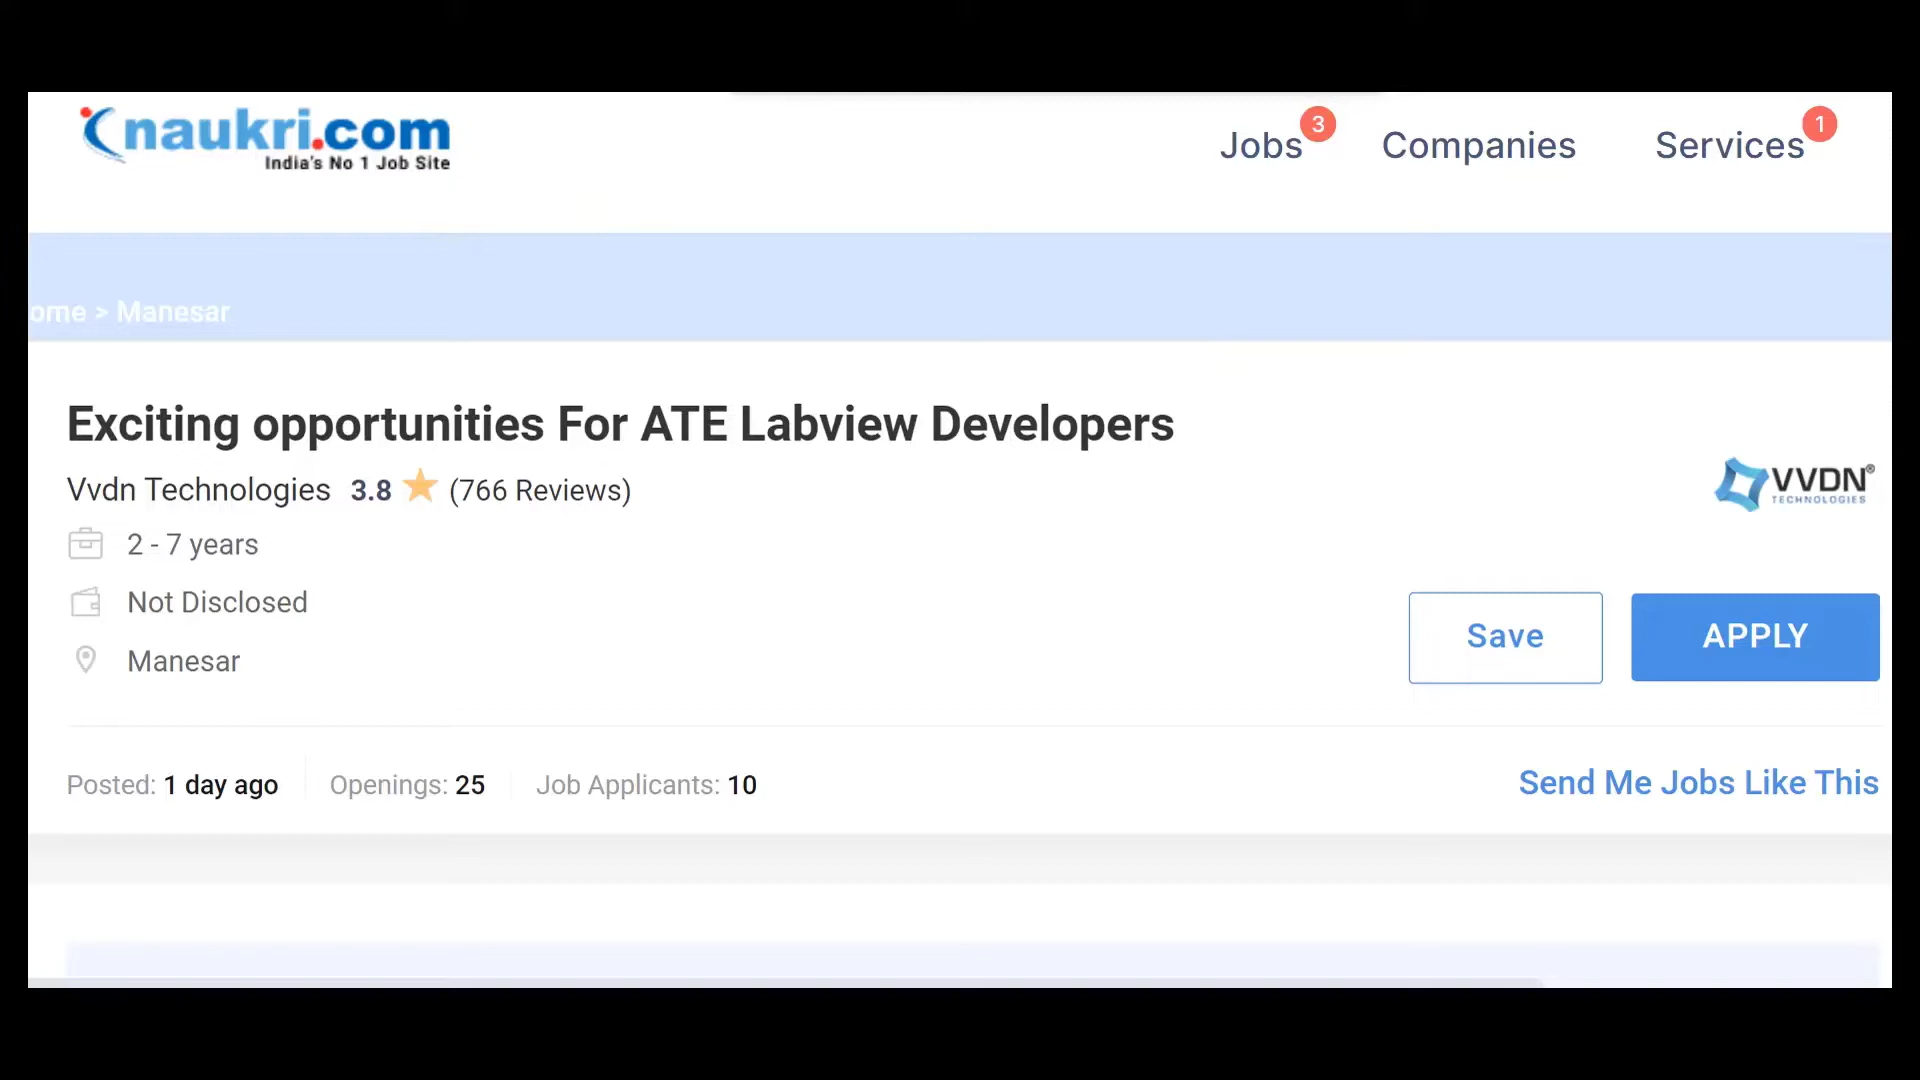 naukri.com
India's No 1 Job Site
Jobs 3 Companies Services 1
ome > Manesar
Exciting opportunities For ATE Labview Developers
Vvdn Technologies 3.8 (766 Reviews)
VVDN®
TECHNOLOGIES
2 - 7 years
Not Disclosed
Manesar
Save APPLY
Posted: 1 day ago Openings: 25 Job Applicants: 10
Send Me Jobs Like This